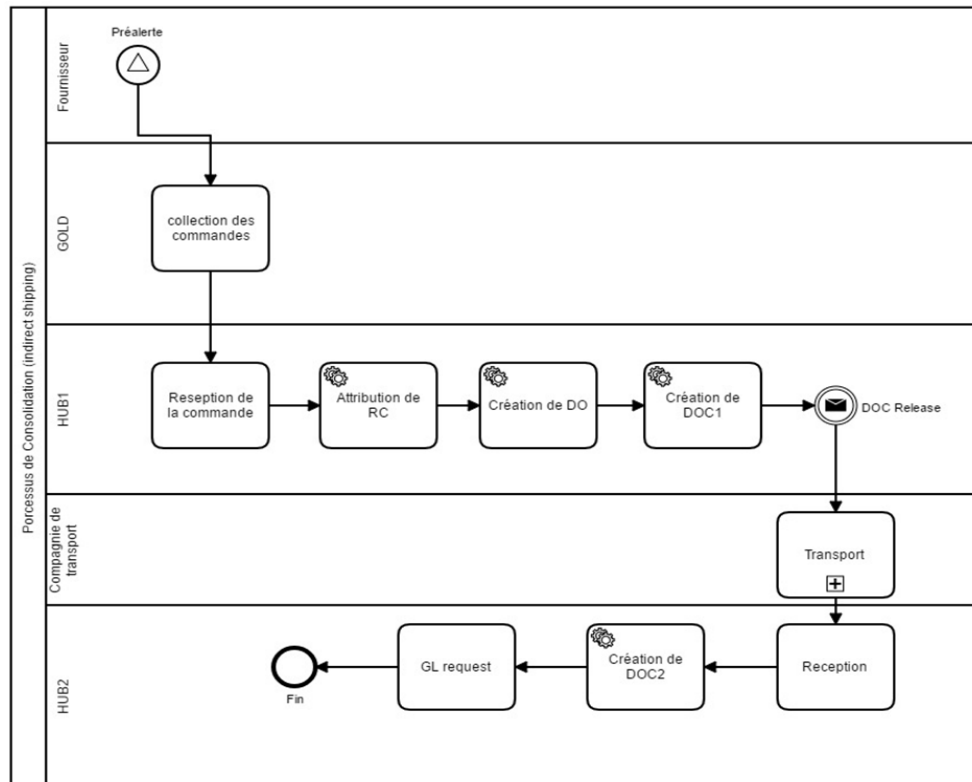 Porcessus de Consolidation (indirect shipping)
Fournisseur
Préalerte
GOLD
collection des
commandes
HUB1
Reseption de
la commande
Attribution de
RC
Création de DO
Création de
DOC1
DOC Release
Compagnie de
transport
Transport
HUB2
Fin
GL request
Création de
DOC2
Reception